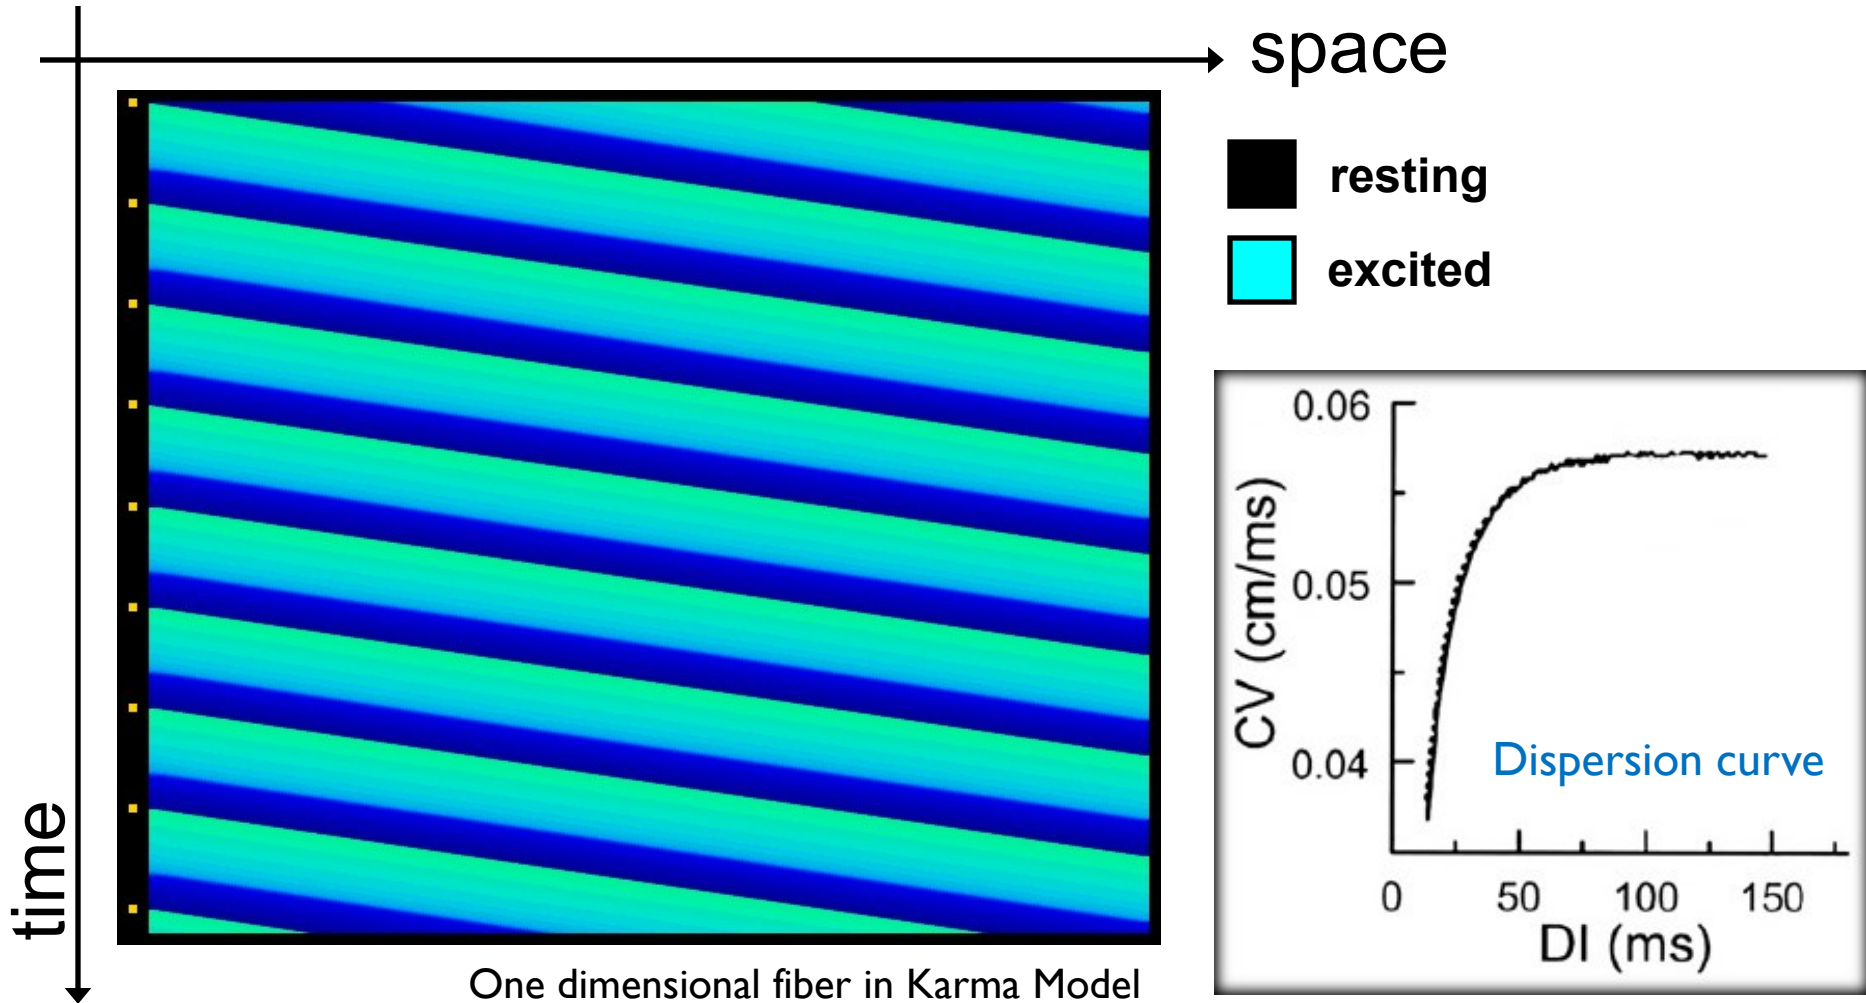 space
resting
excited
time
One dimensional fiber in Karma Model
0.06
0.05
0.04
CV (cm/ms)
Dispersion curve
0 50 100 150
DI (ms)